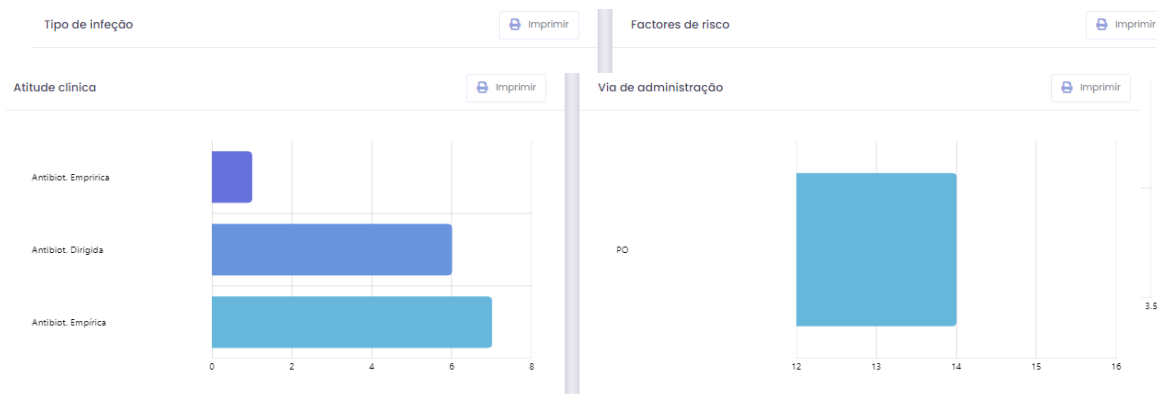 Tipo de infeção
Imprimir
Factores de risco
Imprimir
Atitude clínica
Imprimir
Via de administração
Imprimir
Antibiot. Empririca
Antibiot. Dirigida
Antibiot. Empírica
0 2 4 6 8
PO
12 13 14 15 16
3.5